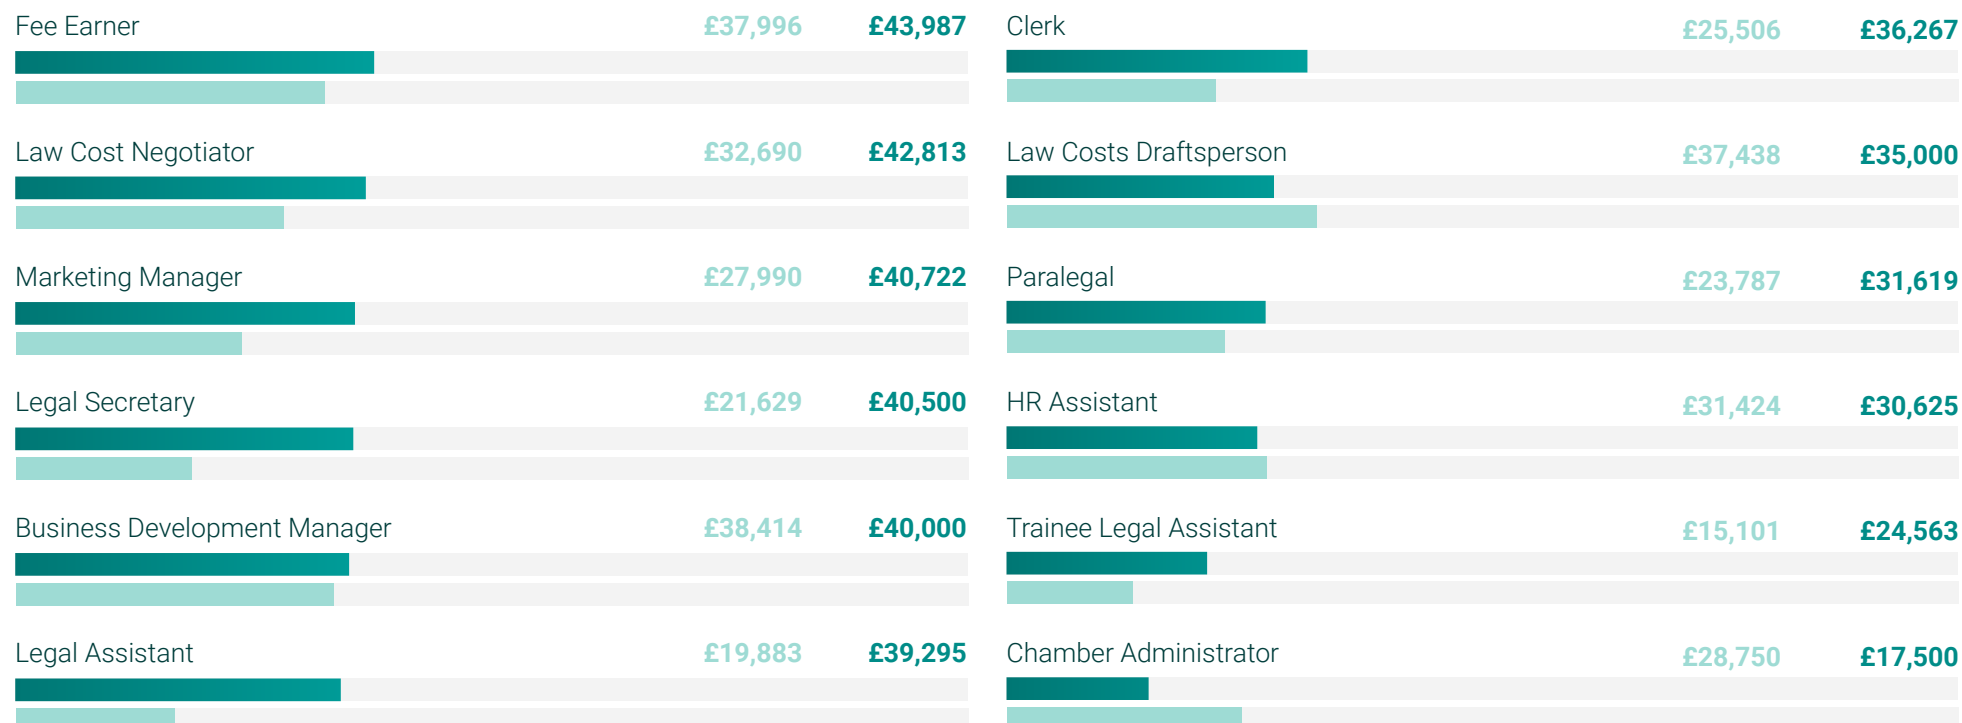 Fee Earner £37,996 £43,987
Law Cost Negotiator £32,690 £42,813
Marketing Manager £27,990 £40,722
Legal Secretary £21,629 £40,500
Business Development Manager £38,414 £40,000
Legal Assistant £19,883 £39,295
Clerk £25,506 £36,267
Law Costs Draftsperson £37,438 £35,000
Paralegal £23,787 £31,619
HR Assistant £31,424 £30,625
Trainee Legal Assistant £15,101 £24,563
Chamber Administrator £28,750 £17,500